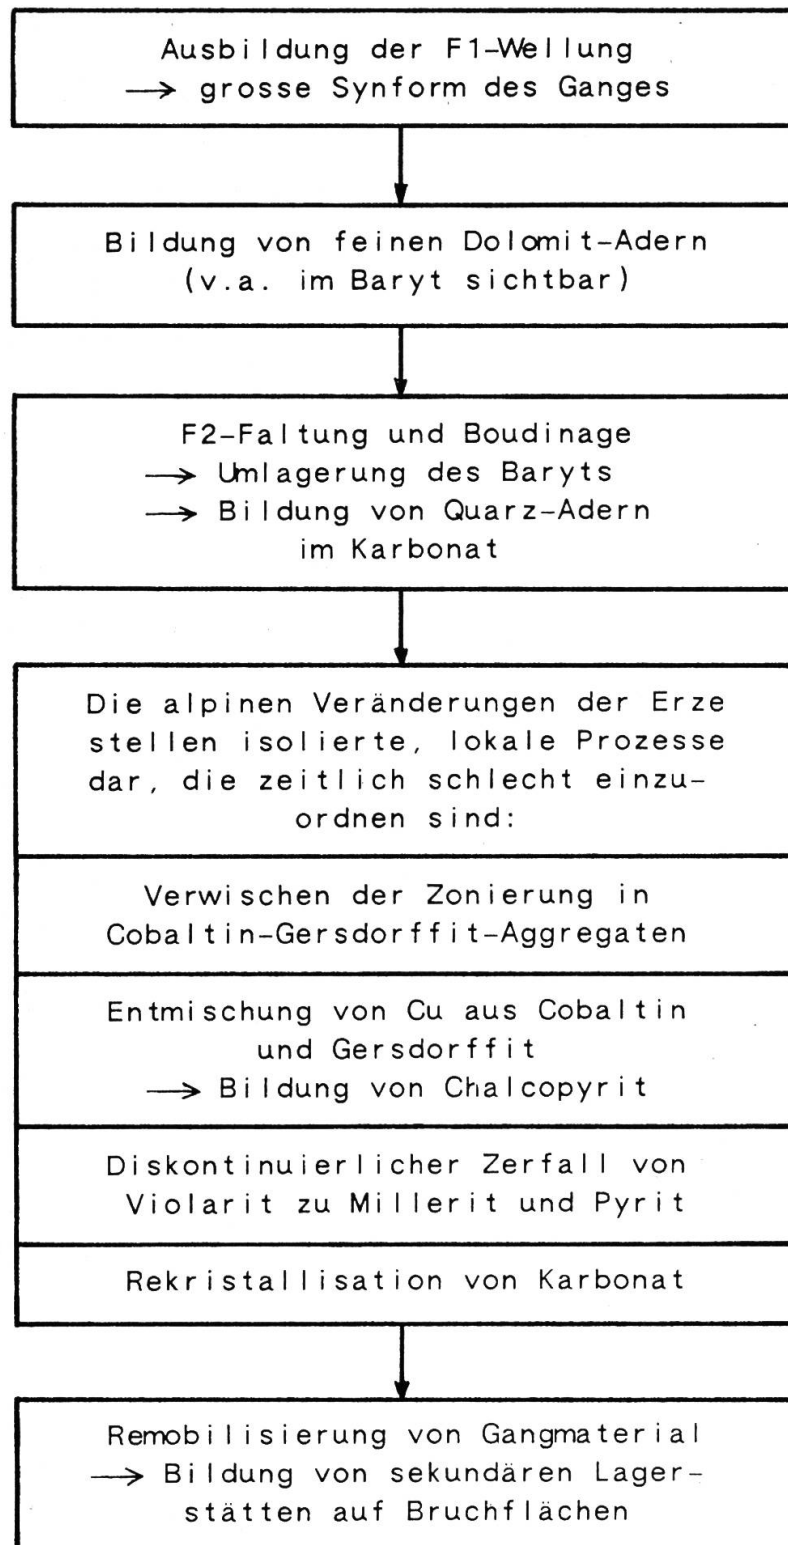 Ausbildung der F1-Wellung
→ grosse Synform des Ganges
Bildung von feinen Dolomit-Adern
(v.a. im Baryt sichtbar)
F2-Faltung und Boudinage
→ Umlagerung des Baryts
→ Bildung von Quarz-Adern
im Karbonat
Die alpinen Veränderungen der Erze
stellen isolierte, lokale Prozesse
dar, die zeitlich schlecht einzu-
ordnen sind:
Verwischen der Zonierung in
Cobaltin-Gersdorffit-Aggregaten
Entmischung von Cu aus Cobaltin
und Gersdorffit
→ Bildung von Chalcopyrit
Diskontinuierlicher Zerfall von
Violarit zu Millerit und Pyrit
Rekristallisation von Karbonat
Remobilisierung von Gangmaterial
→ Bildung von sekundären Lager-
stätten auf Bruchflächen